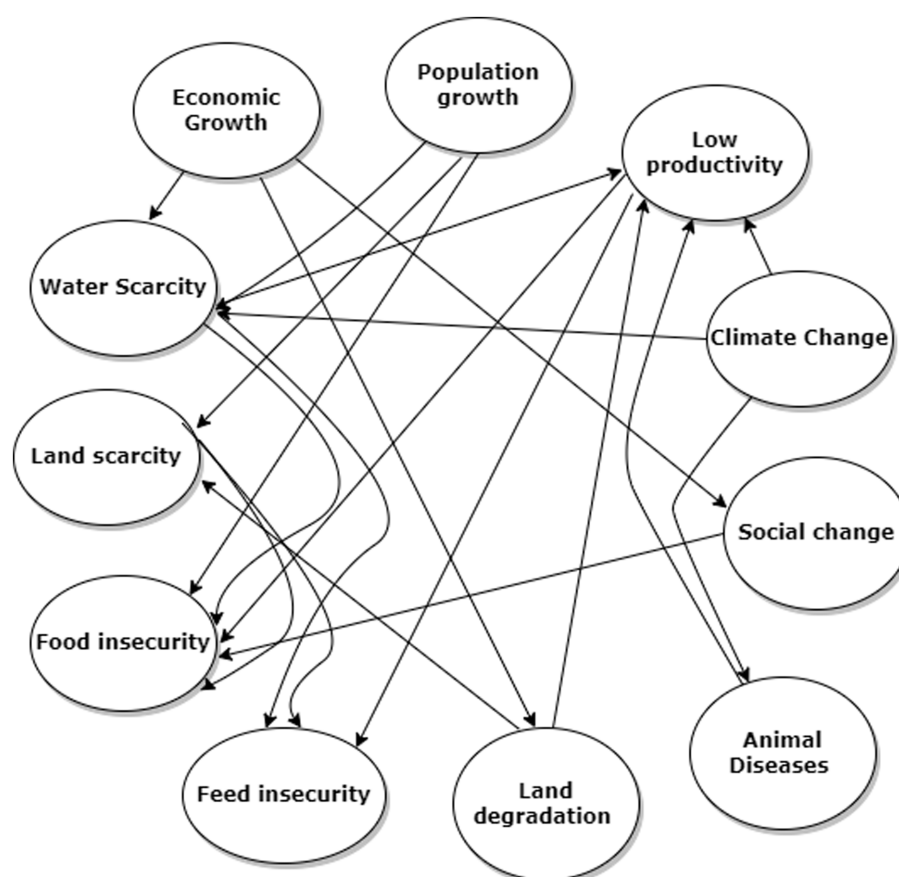 Economic
Growth
Population
growth
Low
productivity
Water Scarcity
Climate Change
Land scarcity
Social change
Food insecurity
Animal
Diseases
Feed insecurity
Land
degradation